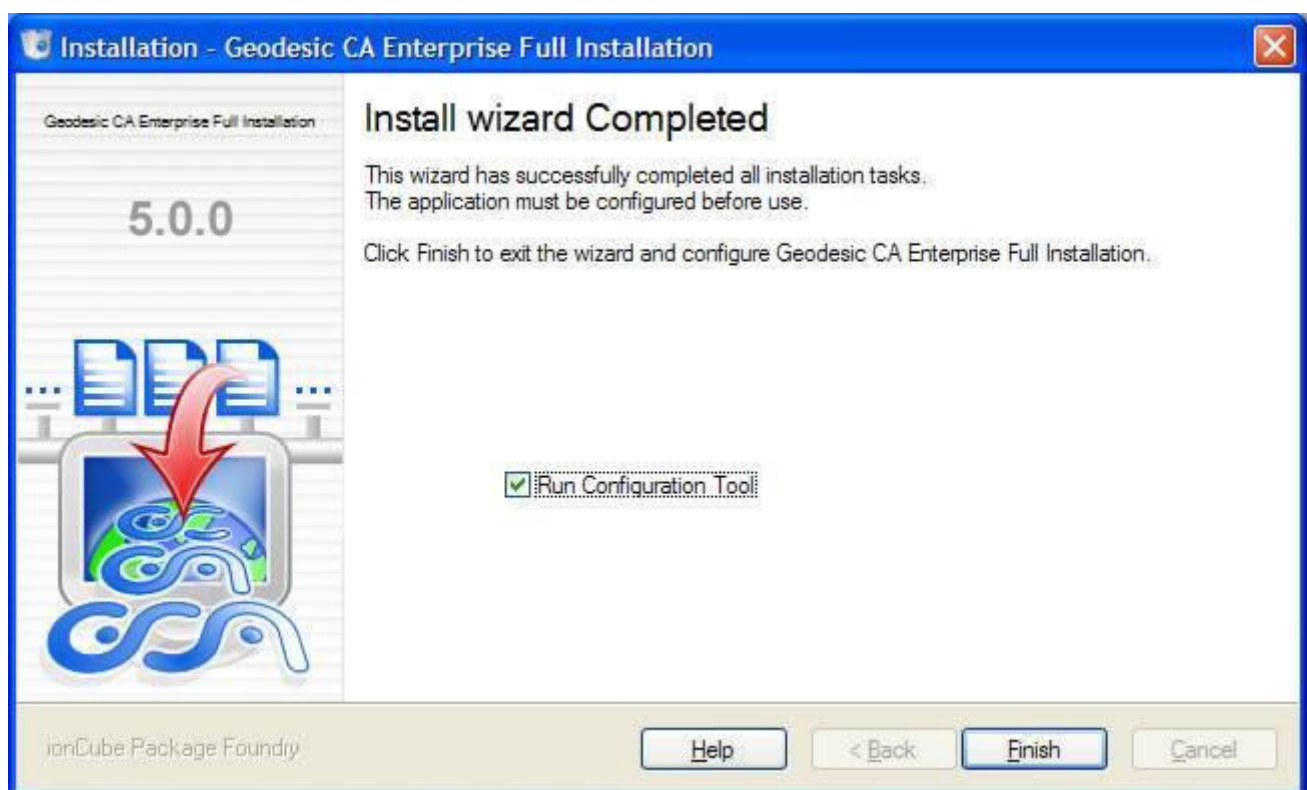 Installation - Geodesic CA Enterprise Full Installation
Geodesic CA Enterprise Full Installation
5.0.0
Install wizard Completed
This wizard has successfully completed all installation tasks.
The application must be configured before use.
Click Finish to exit the wizard and configure Geodesic CA Enterprise Full Installation.
Run Configuration Tool
ionCube Package Foundry
Help
< Back
Finish
Cancel